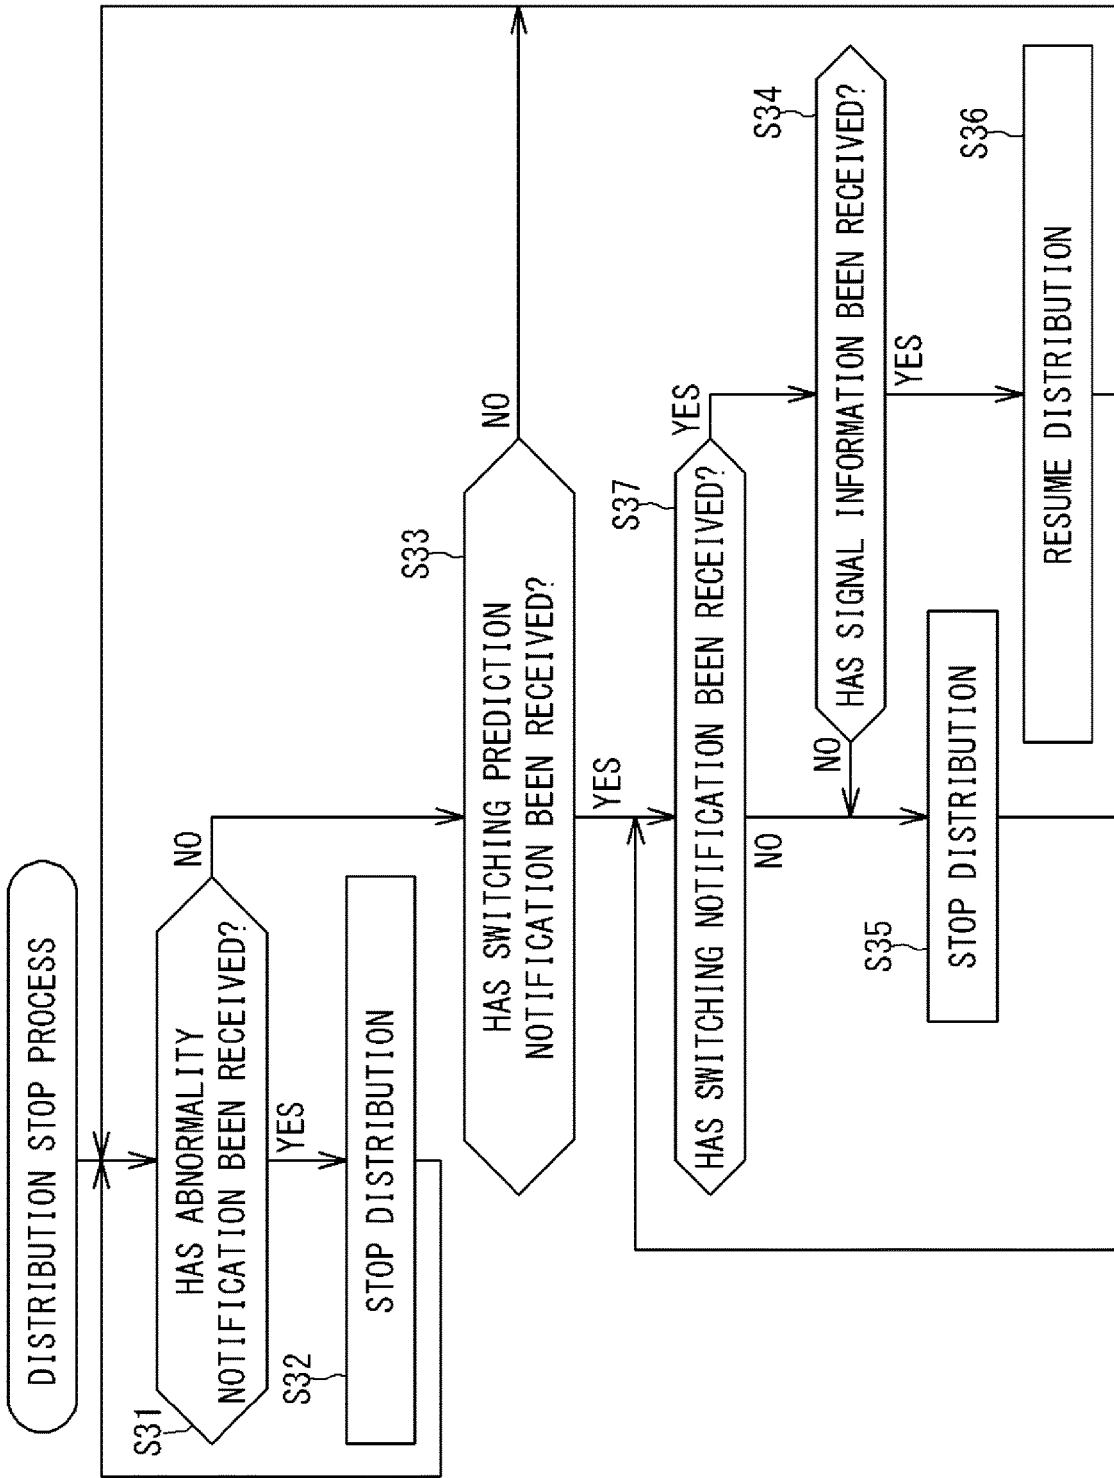 DISTRIBUTION STOP PROCESS
S31
HAS ABNORMALITY
NOTIFICATION BEEN RECEIVED?
NO
YES
S32
STOP DISTRIBUTION
S33
HAS SWITCHING PREDICTION
NOTIFICATION BEEN RECEIVED?
NO
YES
S37
HAS SWITCHING NOTIFICATION BEEN RECEIVED?
YES
NO
S34
HAS SIGNAL INFORMATION BEEN RECEIVED?
NO
YES
S35
STOP DISTRIBUTION
S36
RESUME DISTRIBUTION